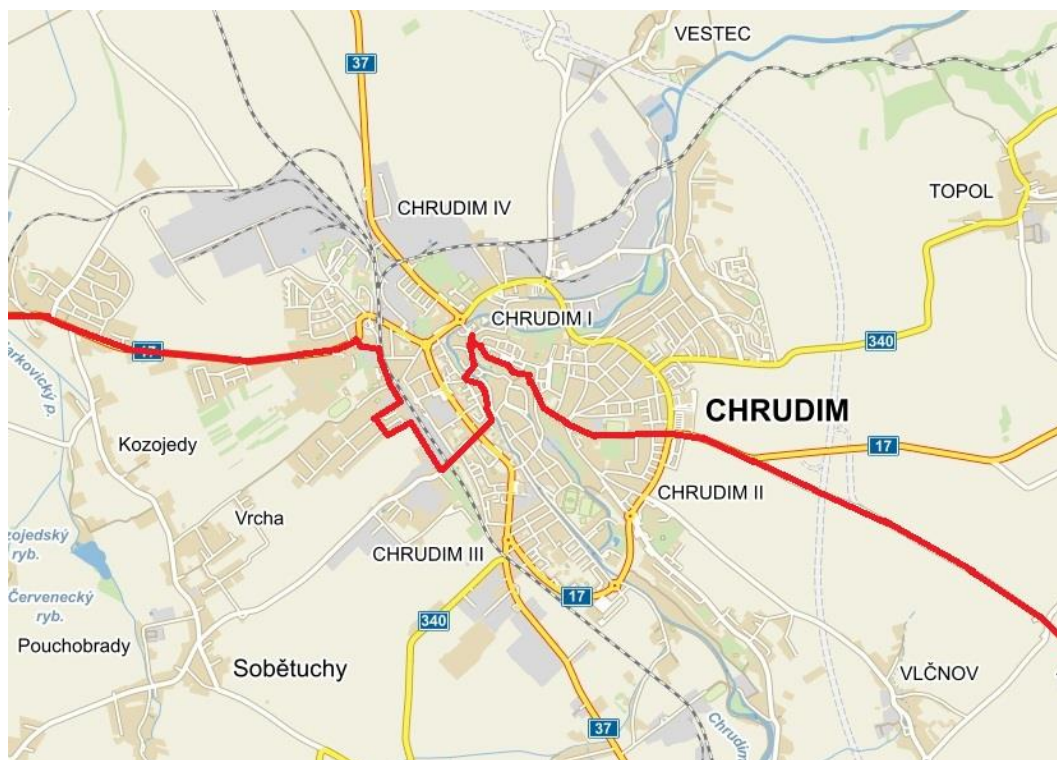 VESTEC
37
TOPOL
CHRUDIM IV
CHRUDIM I
340
17
CHRUDIM
Kozojedy
17
CHRUDIM II
Vrcha
CHRUDIM III
ryb.
17
Červenecký
ryb.
340
Pouchobrady
Sobětuchy
VLČNOV
37